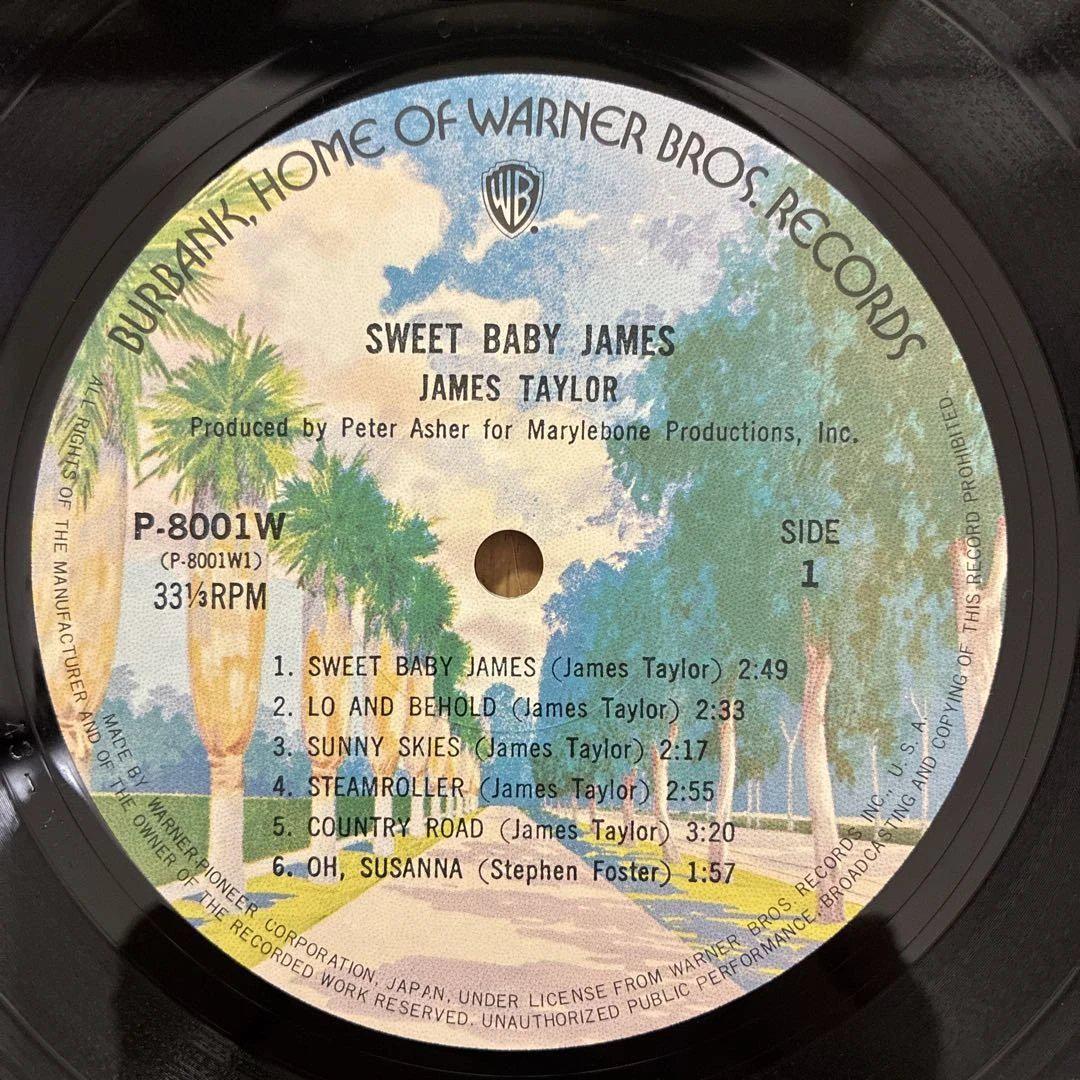 BURBANK, HOME OF WARNER BROS. RECORDS
WB
SWEET BABY JAMES
JAMES TAYLOR
Produced by Peter Asher for Marylebone Productions, Inc.
P-8001W
(P-8001W1)
33⅓RPM
SIDE
1
1. SWEET BABY JAMES (James Taylor) 2:49
2. LO AND BEHOLD (James Taylor) 2:33
3. SUNNY SKIES (James Taylor) 2:17
4. STEAMROLLER (James Taylor) 2:55
5. COUNTRY ROAD (James Taylor) 3:20
6. OH, SUSANNA (Stephen Foster) 1:57
MADE BY WARNER-PIONEER CORPORATION, JAPAN, UNDER LICENSE FROM WARNER BROS. RECORDS INC., U. S. A.
ALL RIGHTS OF THE MANUFACTURER AND OF THE OWNER OF THE RECORDED WORK RESERVED. UNAUTHORIZED PUBLIC PERFORMANCE, BROADCASTING AND COPYING OF THIS RECORD PROHIBITED